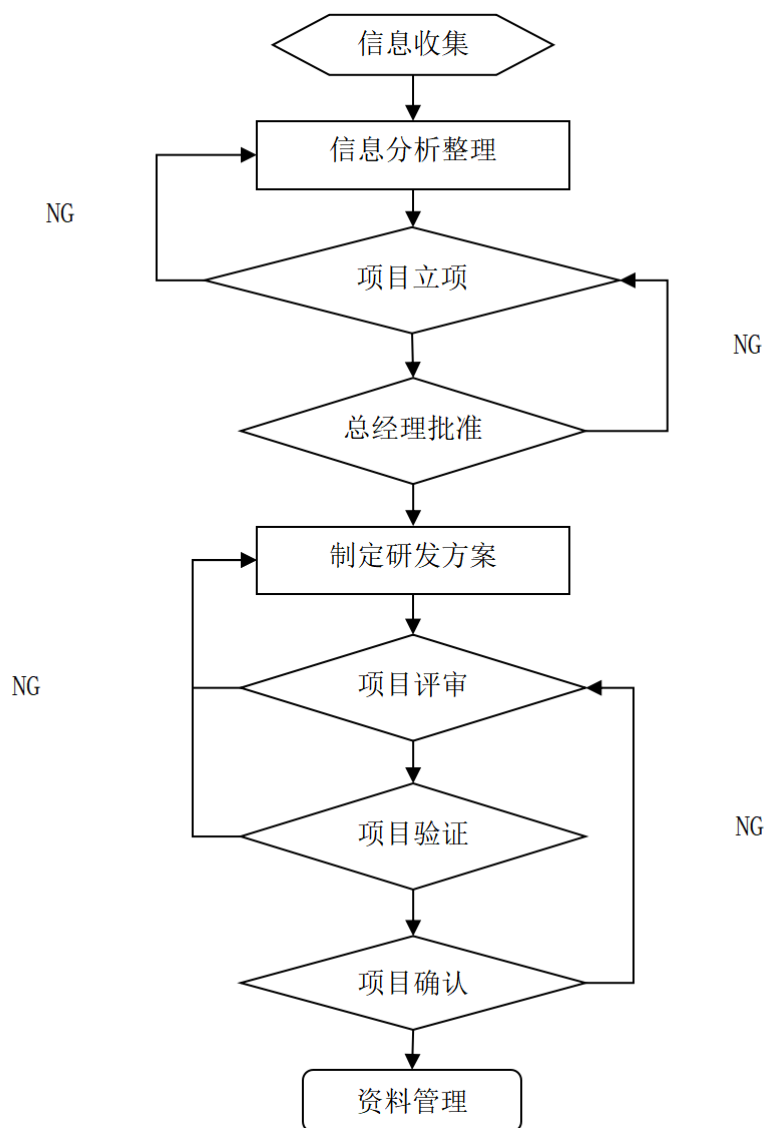 信息收集
信息分析整理
NG
项目立项
NG
总经理批准
制定研发方案
项目评审
NG
项目验证
NG
项目确认
资料管理